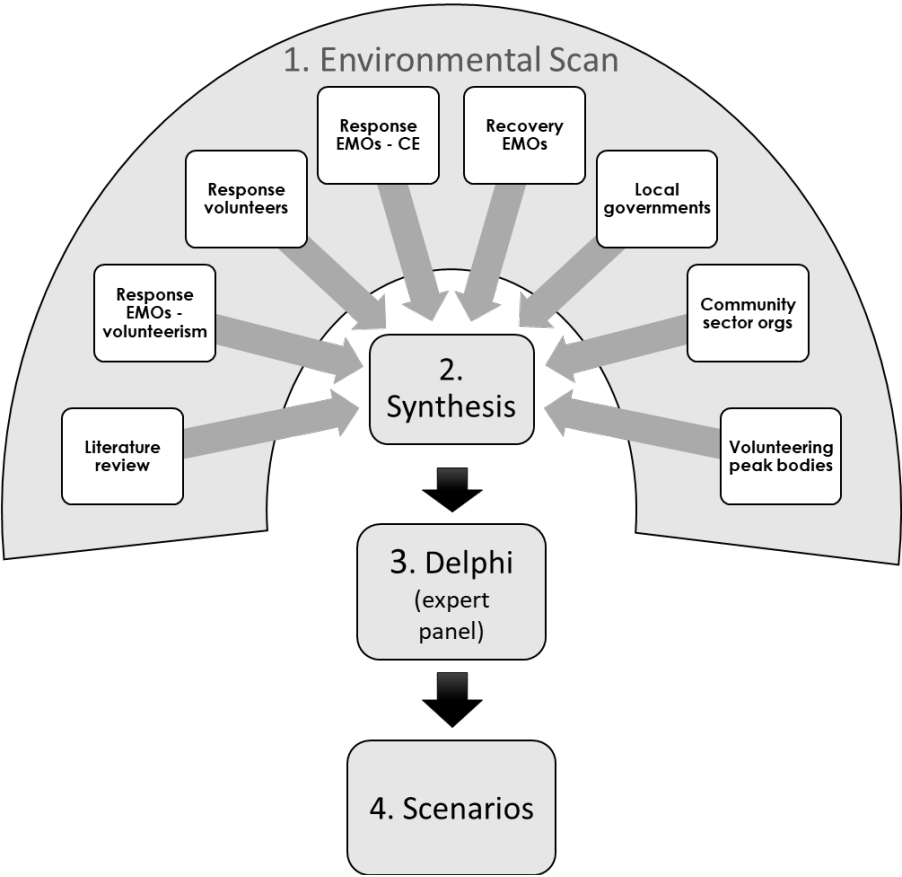 1. Environmental Scan
Response
EMOs - CE
Recovery
EMOs
Response
volunteers
Local
governments
Response
EMOs -
volunteerism
Community
sector orgs
Literature
review
Volunteering
peak bodies
2.
Synthesis
3. Delphi
(expert
panel)
4. Scenarios